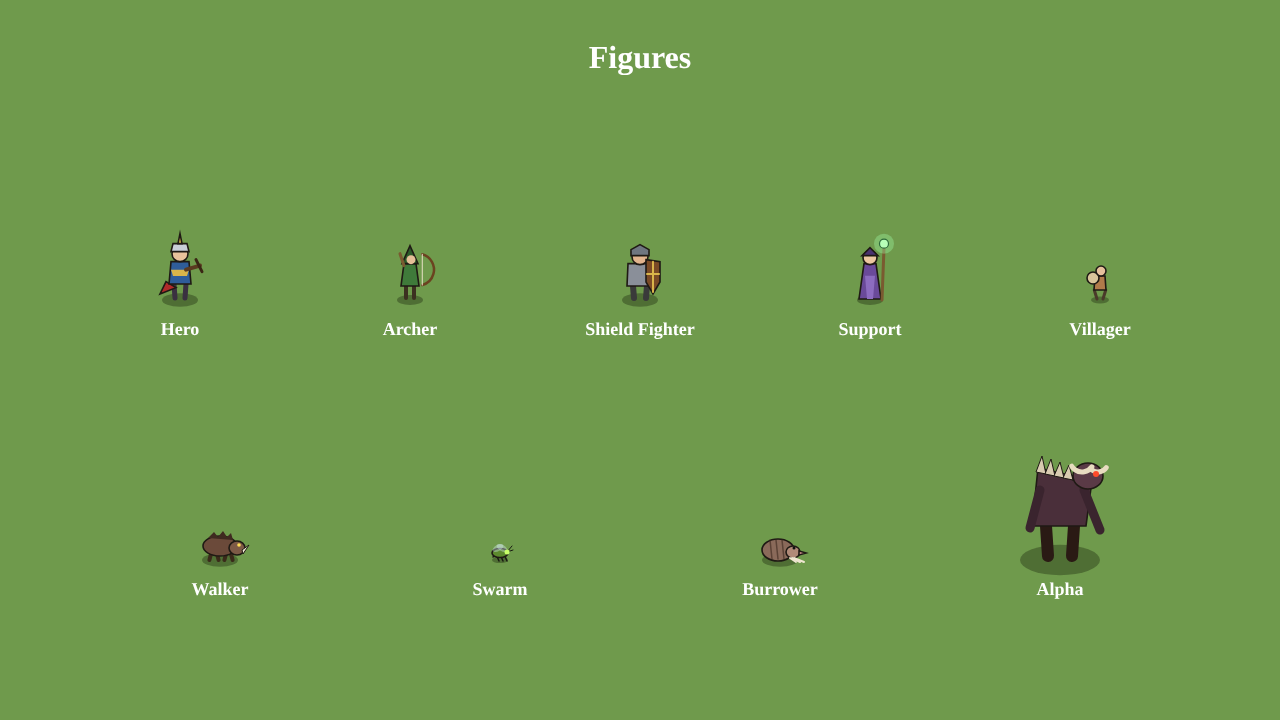 Figures
Hero
Archer
Shield Fighter
Support
Villager
Walker
Swarm
Burrower
Alpha